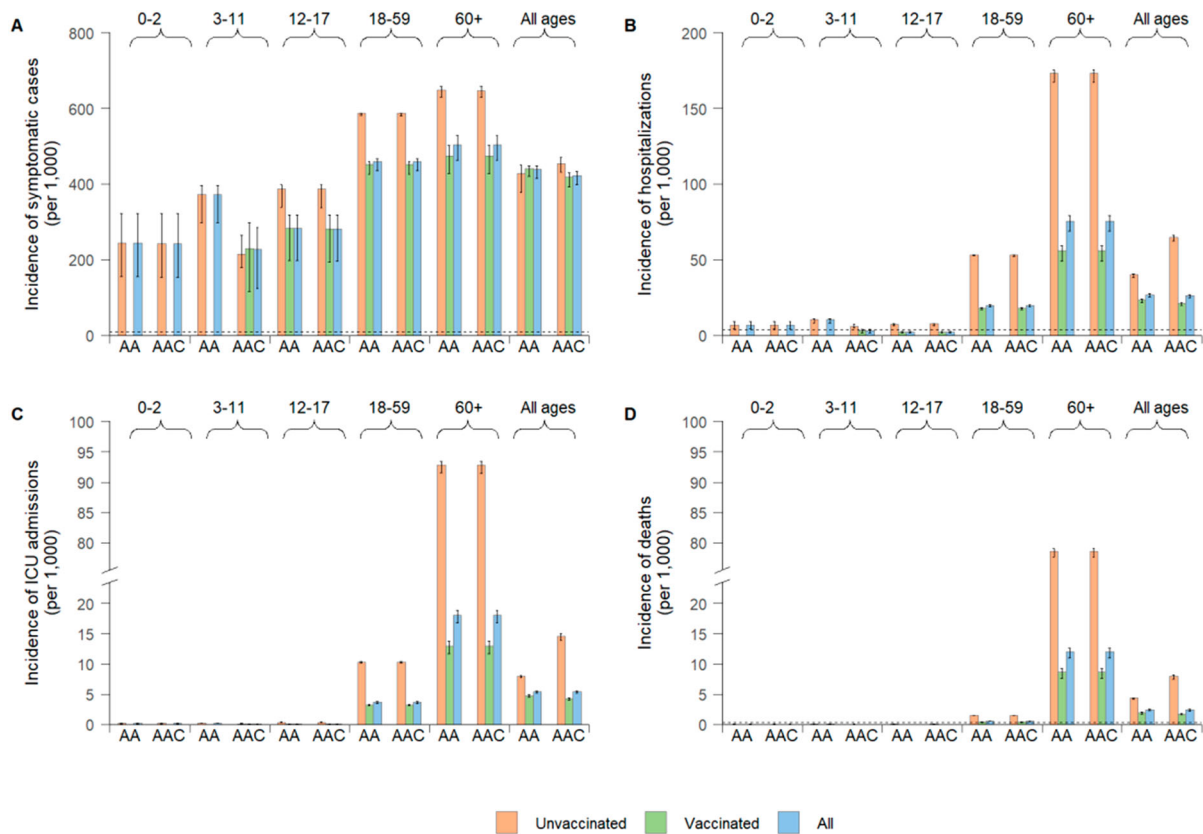 A
0-2 3-11 12-17 18-59 60+ All ages
Incidence of symptomatic cases
(per 1,000)
800
600
400
200
0
AA AAC AA AAC AA AAC AA AAC AA AAC AA AAC
B
0-2 3-11 12-17 18-59 60+ All ages
Incidence of hospitalizations
(per 1,000)
200
150
100
50
0
AA AAC AA AAC AA AAC AA AAC AA AAC AA AAC
C
0-2 3-11 12-17 18-59 60+ All ages
Incidence of ICU admissions
(per 1,000)
100
95
90
85
80
20
15
10
5
0
AA AAC AA AAC AA AAC AA AAC AA AAC AA AAC
D
0-2 3-11 12-17 18-59 60+ All ages
Incidence of deaths
(per 1,000)
100
95
90
85
80
20
15
10
5
0
AA AAC AA AAC AA AAC AA AAC AA AAC AA AAC
Unvaccinated Vaccinated All